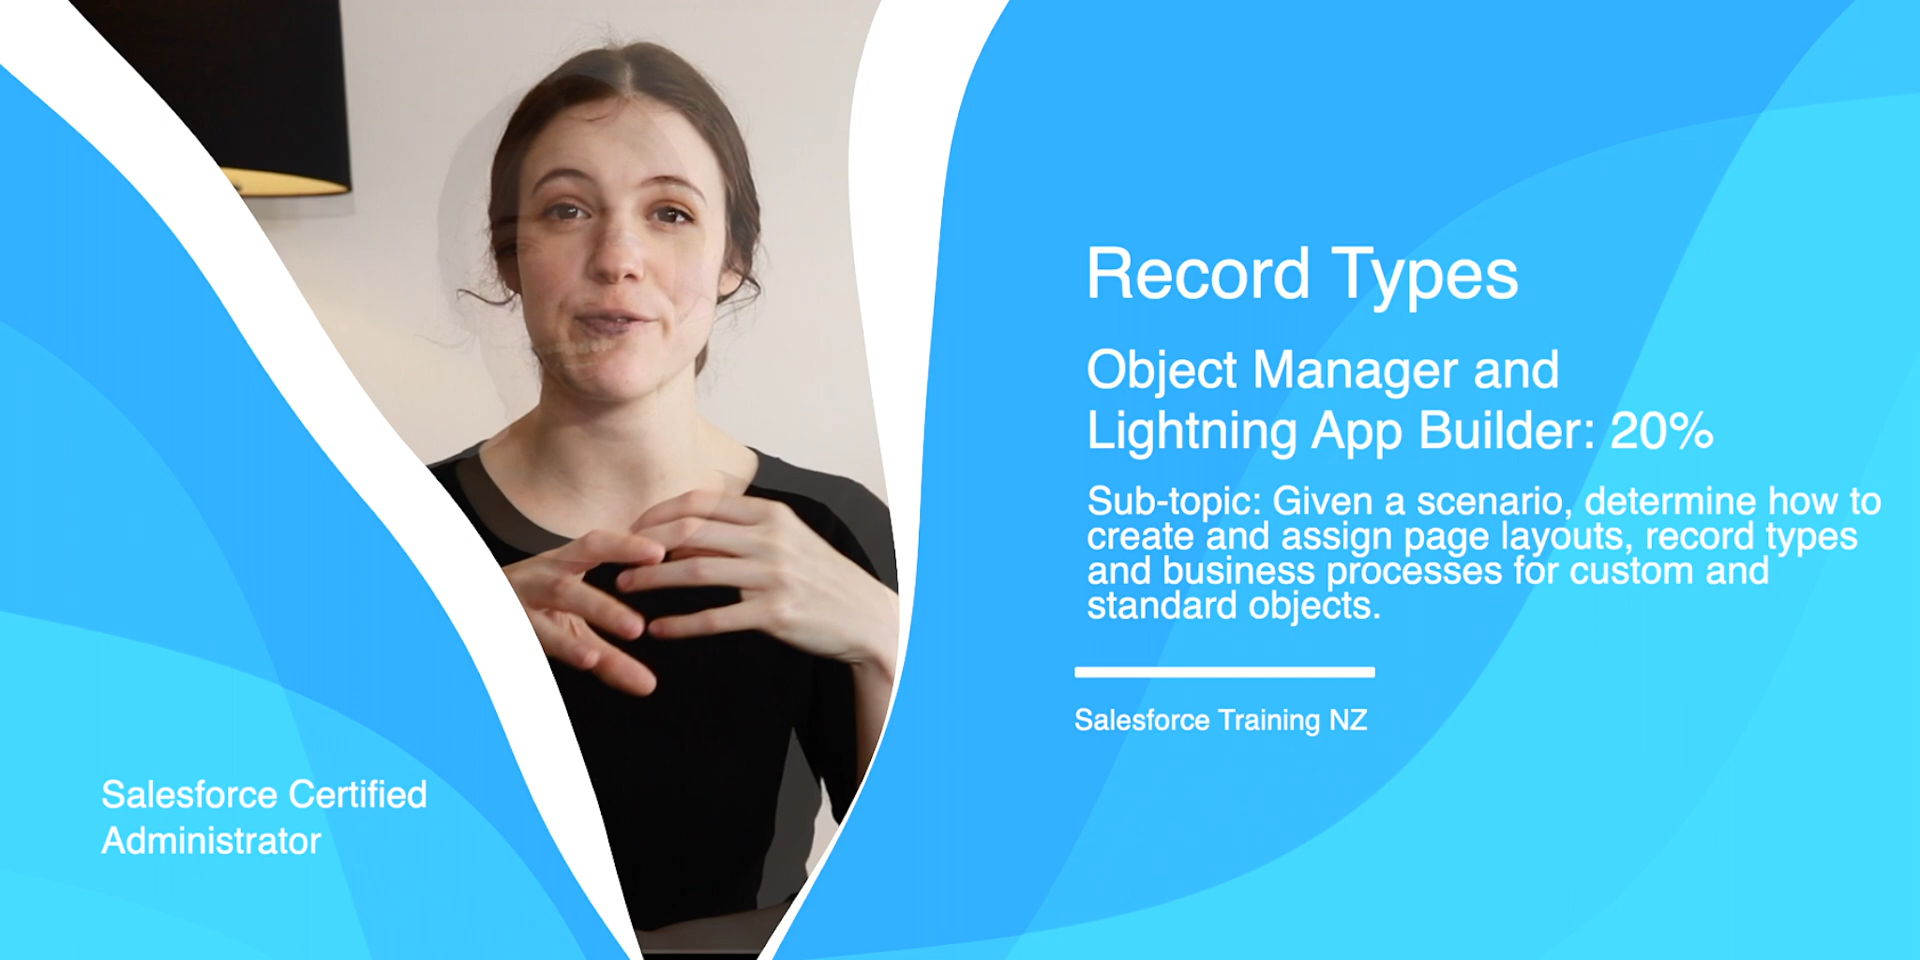 Record Types
Object Manager and
Lightning App Builder: 20%
Sub-topic: Given a scenario, determine how to
create and assign page layouts, record types
and business processes for custom and
standard objects.
Salesforce Training NZ
Salesforce Certified
Administrator